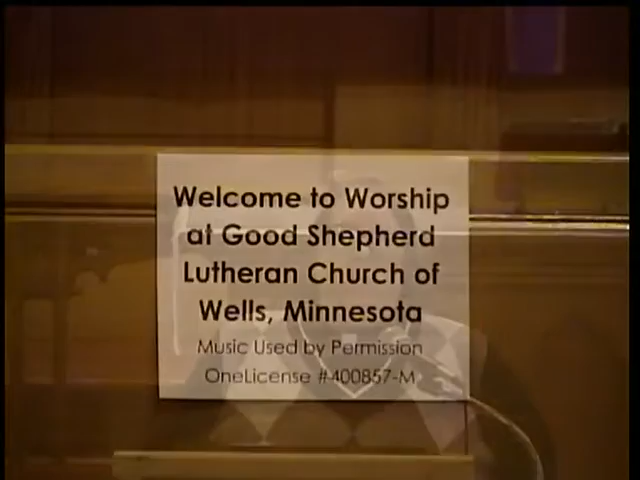 Welcome to Worship
at Good Shepherd
Lutheran Church of
Wells, Minnesota
Music Used by Permission
OneLicense #400857-M